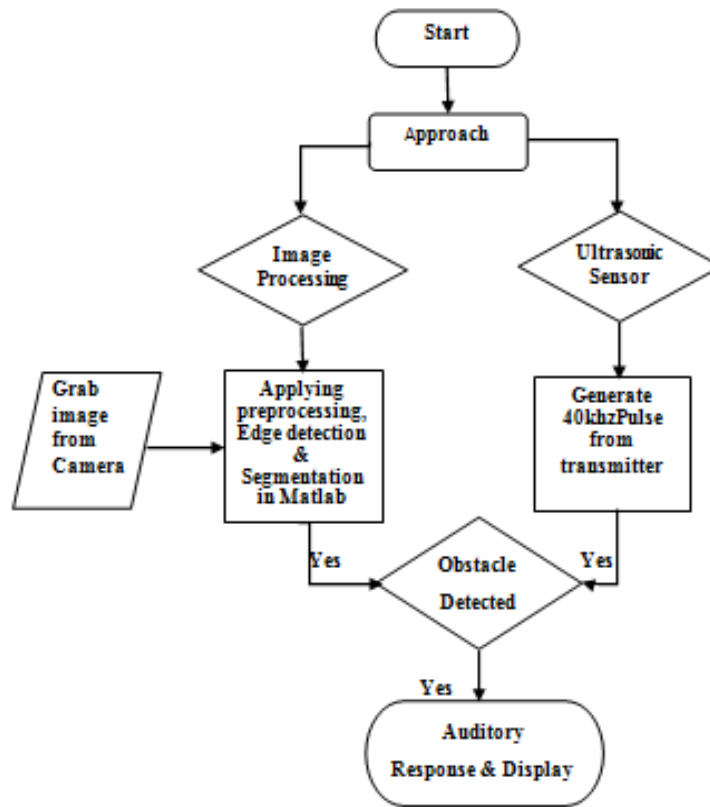 Start
Approach
Image
Processing
Ultrasonic
Sensor
Grab
image
from
Camera
Applying
preprocessing,
Edge detection
&
Segmentation
in Matlab
Generate
40khzPulse
from
transmitter
Yes
Yes
Obstacle
Detected
Yes
Auditory
Response & Display